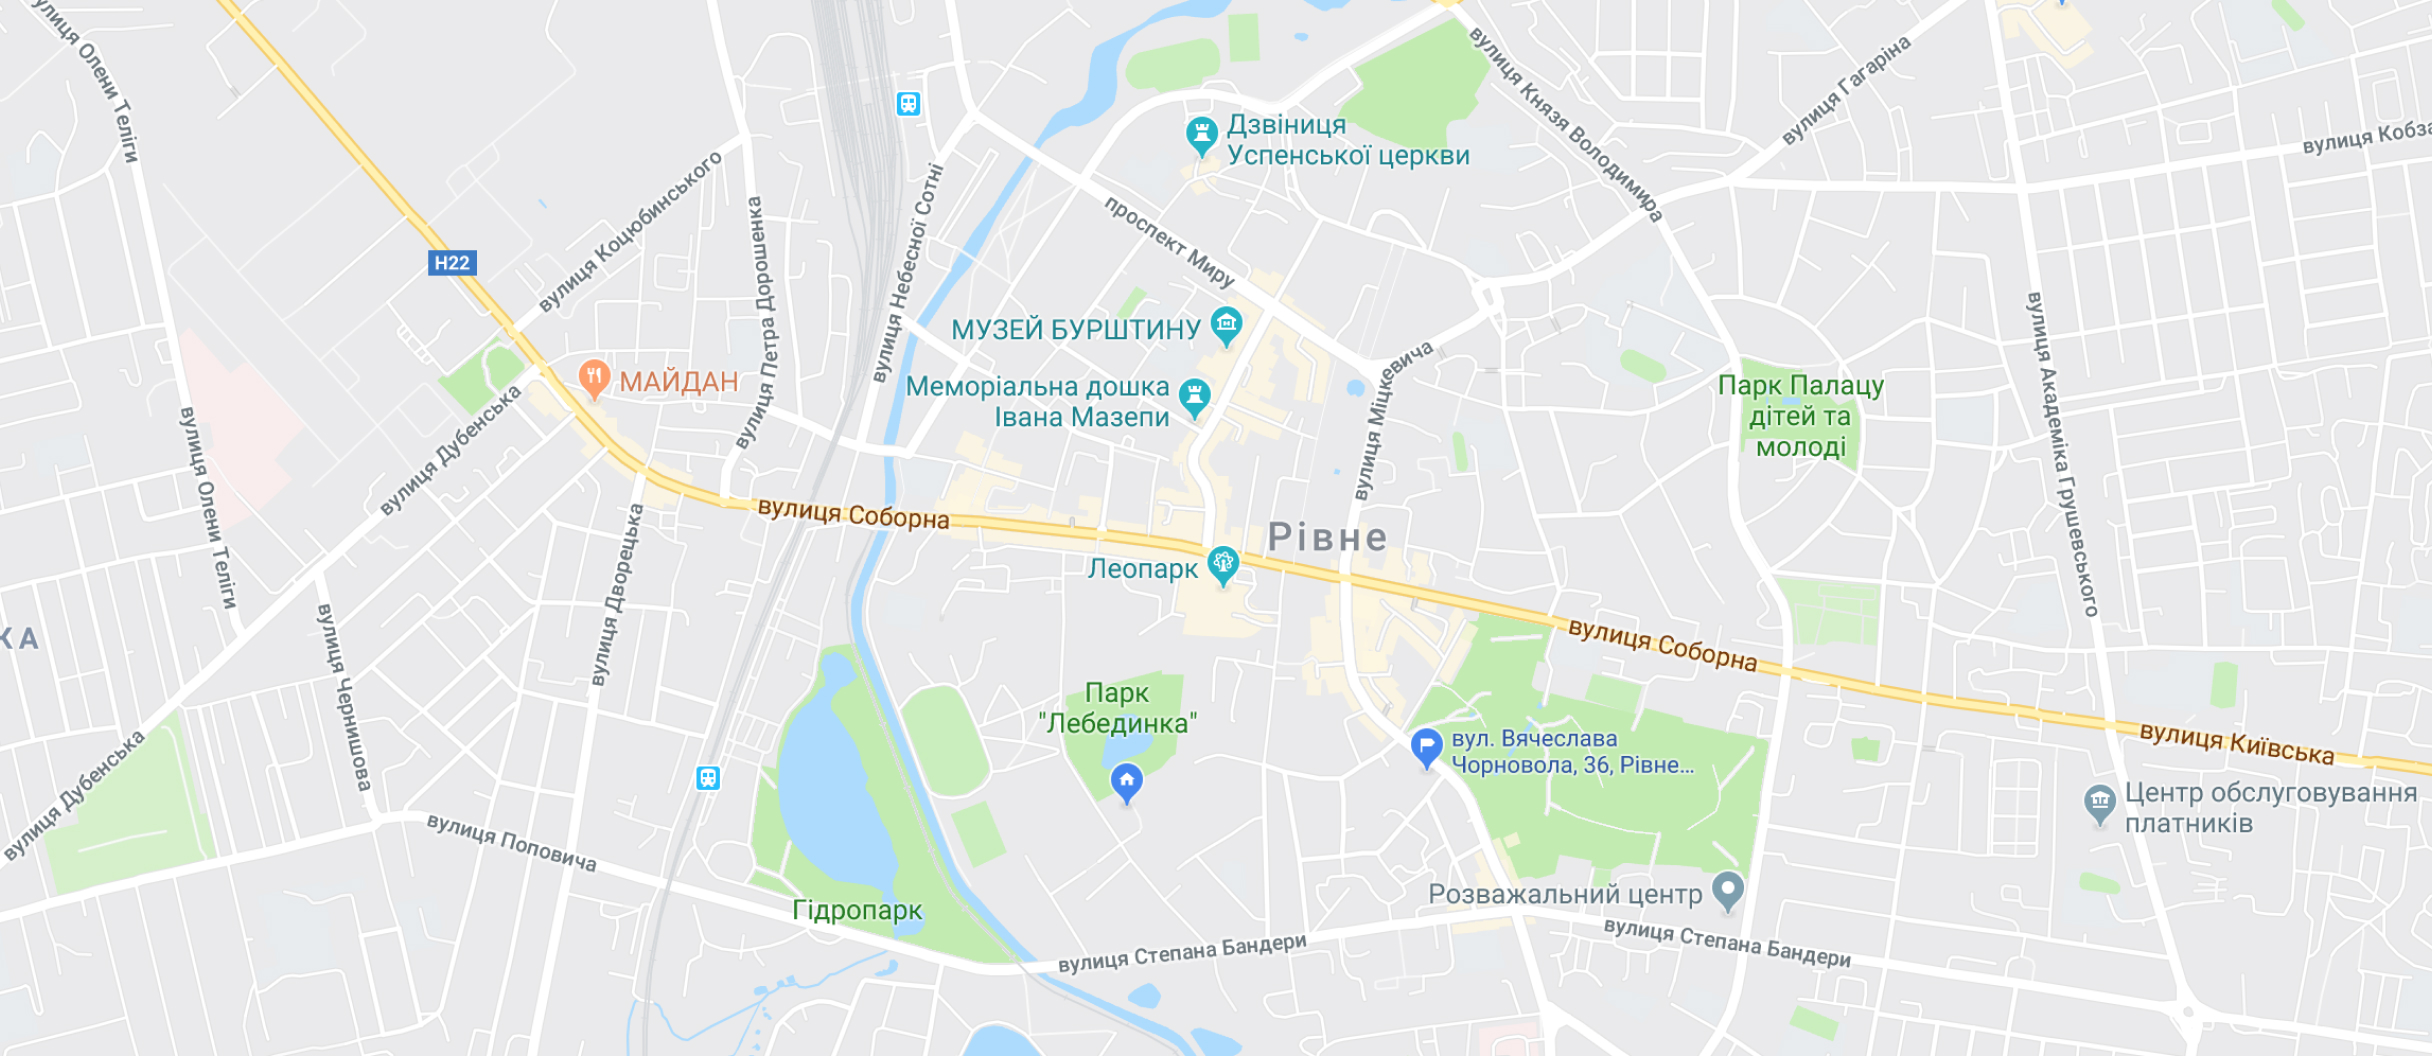 вулиця Олени Теліги
вулиця Князя Володимира
вулиця Гагаріна
вулиця Кобза
Дзвіниця
Успенської церкви
вулиця Коцюбинського
вулиця Петра Дорошенка
вулиця Небесної Сотні
проспект Миру
H22
МУЗЕЙ БУРШТИНУ
МАЙДАН
Меморіальна дошка
Івана Мазепи
вулиця Міцкевича
Парк Палацу
дітей та
молоді
вулиця Академіка Грушевського
вулиця Дубенська
вулиця Олени Теліги
вулиця Соборна
Рівне
Леопарк
вулиця Дворецька
КА
вулиця Чернишова
вулиця Соборна
Парк
"Лебединка"
вул. Вячеслава
Чорновола, 36, Рівне...
вулиця Київська
вулиця Дубенська
Центр обслуговування
платників
вулиця Поповича
Гідропарк
Розважальний центр
вулиця Степана Бандери
вулиця Степана Бандери